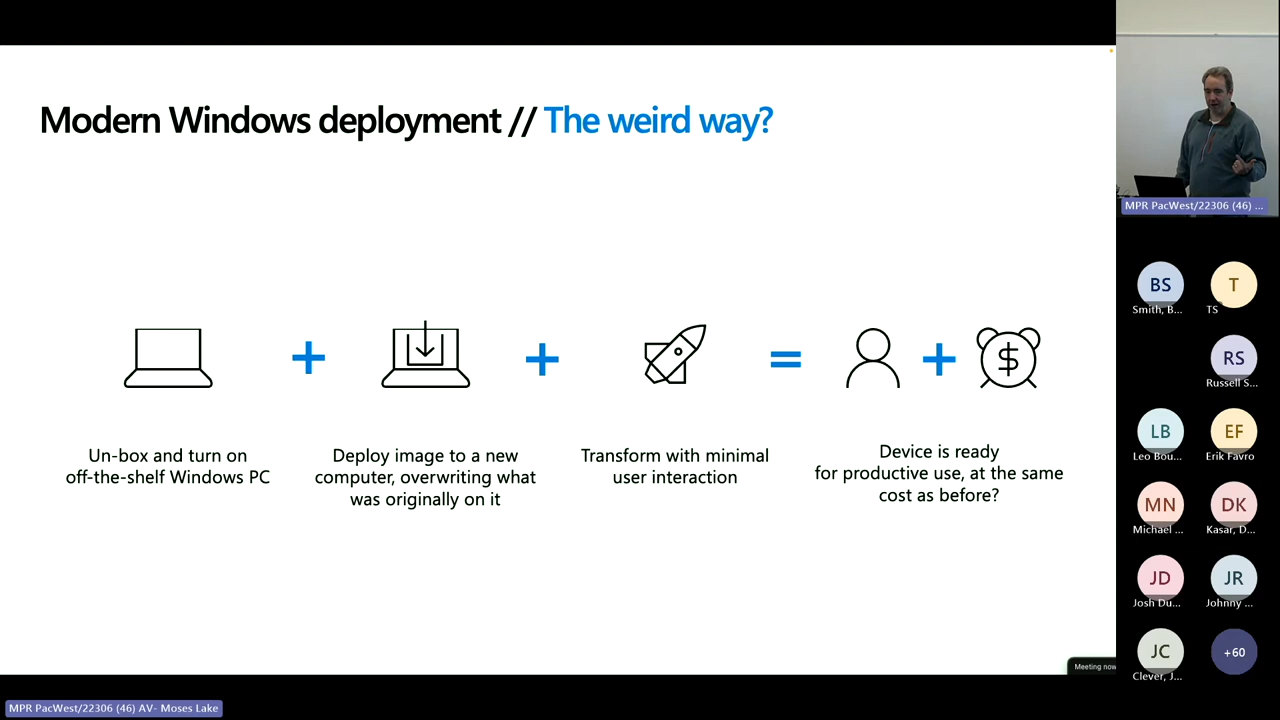 Modern Windows deployment // The weird way?
Un-box and turn on
off-the-shelf Windows PC
Deploy image to a new
computer, overwriting what
was originally on it
Transform with minimal
user interaction
$
Device is ready
for productive use, at the same
cost as before?
Meeting now
MPR PacWest/22306 (46) AV- Moses Lake
MPR PacWest/22306 (46) ...
BS
Smith, B...
T
TS
RS
Russell S...
LB
Leo Bou...
EF
Erik Favro
MN
Michael ...
DK
Kasar, D...
JD
Josh Du...
JR
Johnny ...
JC
Clever, J...
+60